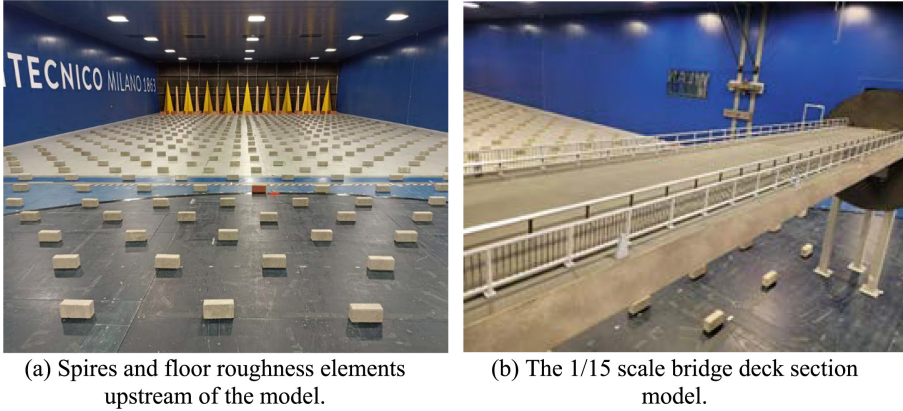 TECNICO MILANO 1863
(a) Spires and floor roughness elements
upstream of the model.
(b) The 1/15 scale bridge deck section
model.